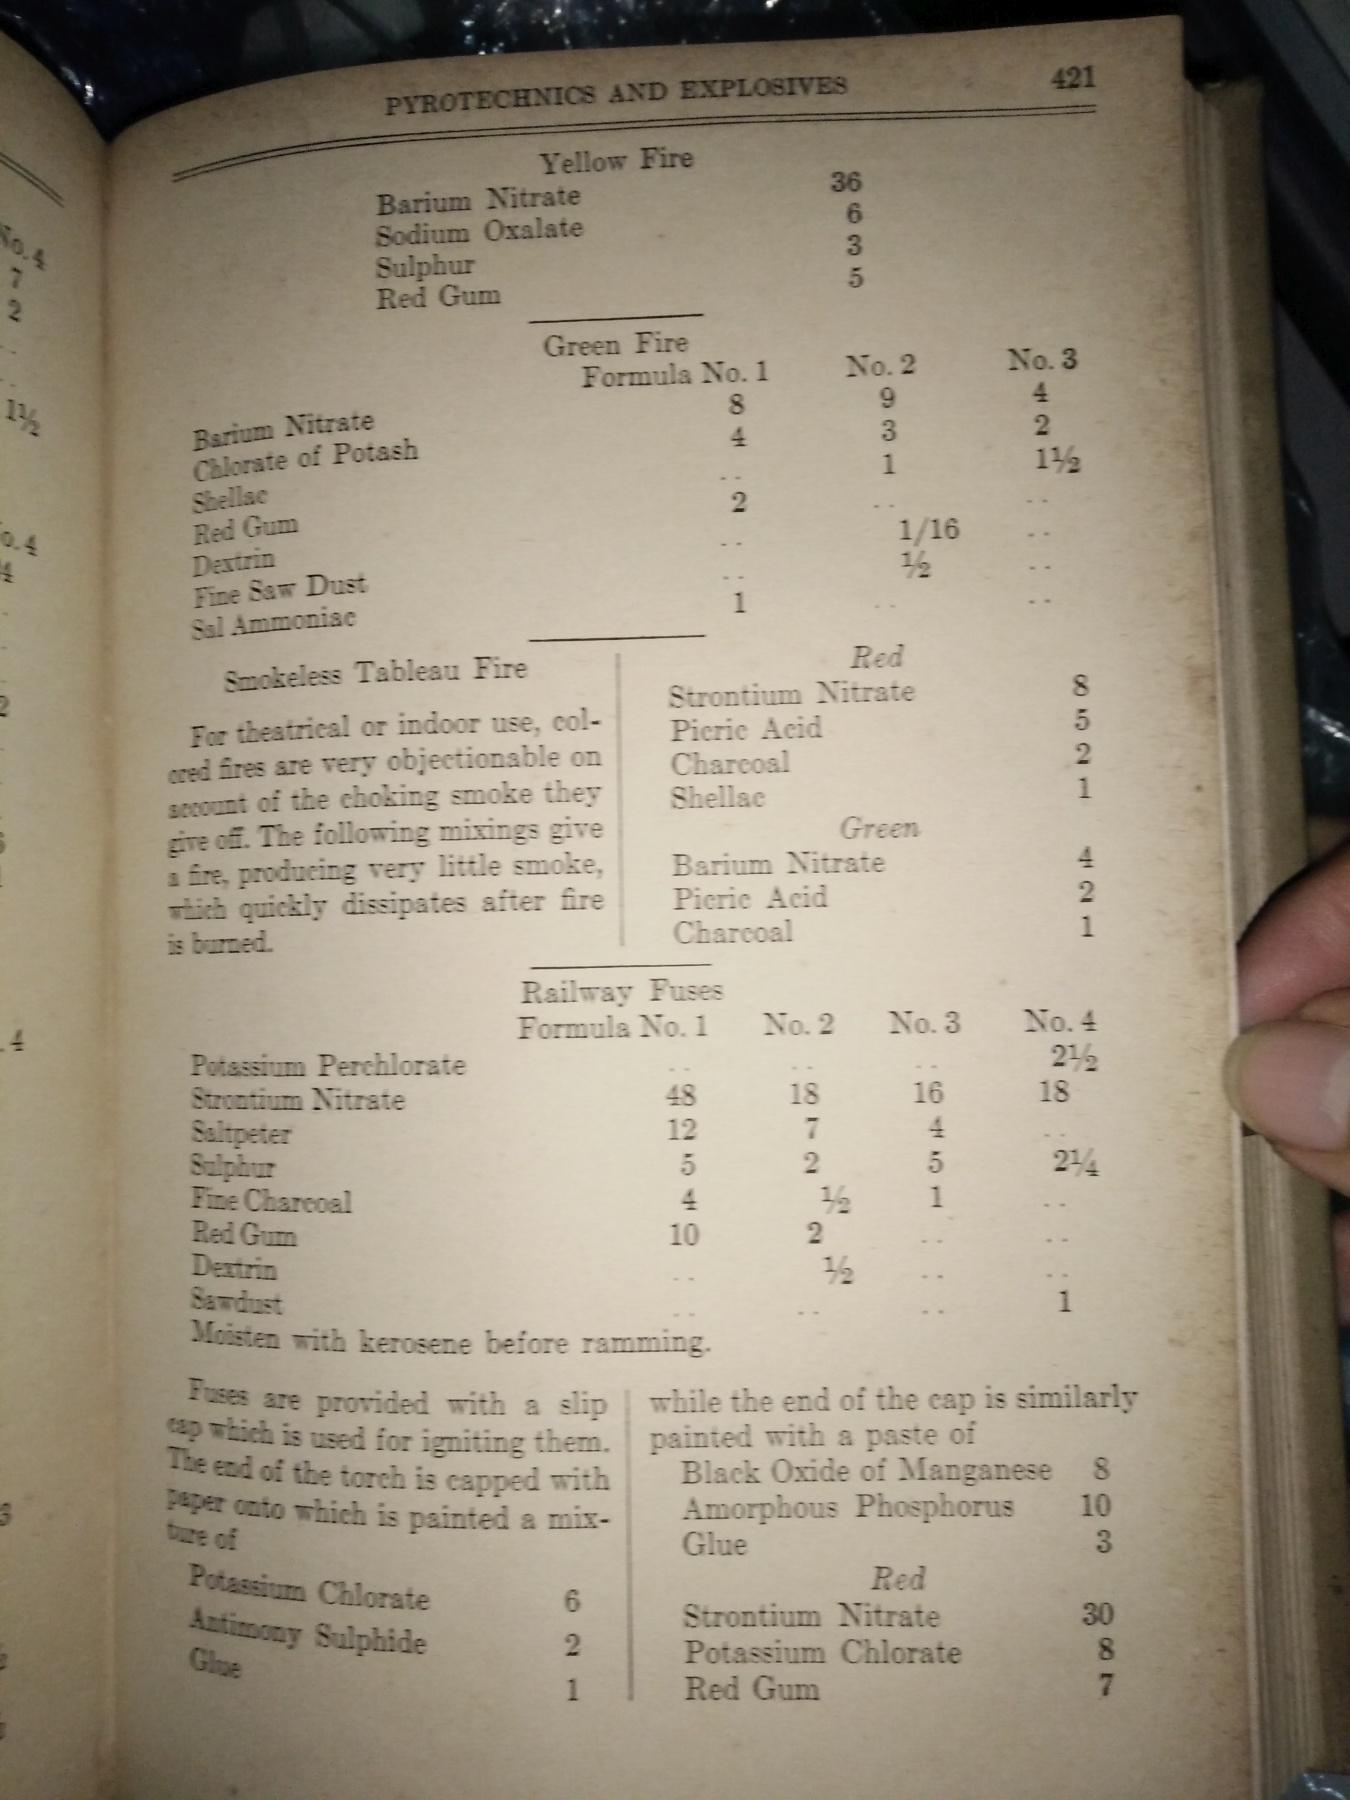 PYROTECHNICS AND EXPLOSIVES 421
Yellow Fire
Barium Nitrate 36
Sodium Oxalate 6
Sulphur 3
Red Gum 5
Green Fire
Formula No. 1 No. 2 No. 3
Barium Nitrate 8 9 4
Chlorate of Potash 4 3 2
Shellac .. 1 1½
Red Gum 2 .. ..
Dextrin .. 1/16 ..
Fine Saw Dust .. ½ ..
Sal Ammoniac 1 .. ..
Smokeless Tableau Fire
For theatrical or indoor use, col-
ored fires are very objectionable on
account of the choking smoke they
give off. The following mixings give
a fire, producing very little smoke,
which quickly dissipates after fire
is burned.
Red
Strontium Nitrate 8
Picric Acid 5
Charcoal 2
Shellac 1
Green
Barium Nitrate 4
Picric Acid 2
Charcoal 1
Railway Fuses
Formula No. 1 No. 2 No. 3 No. 4
Potassium Perchlorate .. .. .. 2½
Strontium Nitrate 48 18 16 18
Saltpeter 12 7 4 ..
Sulphur 5 2 5 2¼
Fine Charcoal 4 ½ 1 ..
Red Gum 10 2 .. ..
Dextrin .. ½ .. ..
Sawdust .. .. .. 1
Moisten with kerosene before ramming.
Fuses are provided with a slip
cap which is used for igniting them.
The end of the torch is capped with
paper onto which is painted a mix-
ture of
Potassium Chlorate 6
Antimony Sulphide 2
Glue 1
while the end of the cap is similarly
painted with a paste of
Black Oxide of Manganese 8
Amorphous Phosphorus 10
Glue 3
Red
Strontium Nitrate 30
Potassium Chlorate 8
Red Gum 7